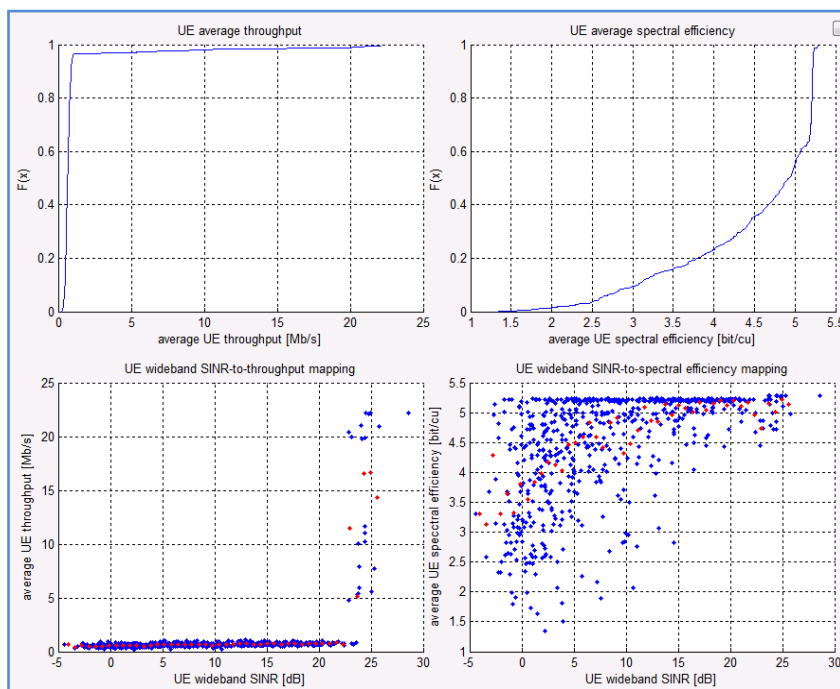 UE average throughput
1
0.8
0.6
0.4
0.2
0
F(x)
0 5 10 15 20 25
average UE throughput [Mb/s]
UE average spectral efficiency
1
0.8
0.6
0.4
0.2
0
F(x)
1 1.5 2 2.5 3 3.5 4 4.5 5 5.5
average UE spectral efficiency [bit/cu]
UE wideband SINR-to-throughput mapping
25
20
15
10
5
0
average UE throughput [Mb/s]
-5 0 5 10 15 20 25 30
UE wideband SINR [dB]
UE wideband SINR-to-spectral efficiency mapping
5.5
5
4.5
4
3.5
3
2.5
2
1.5
1
average UE specctral efficiency [bit/cu]
-5 0 5 10 15 20 25 30
UE wideband SINR [dB]